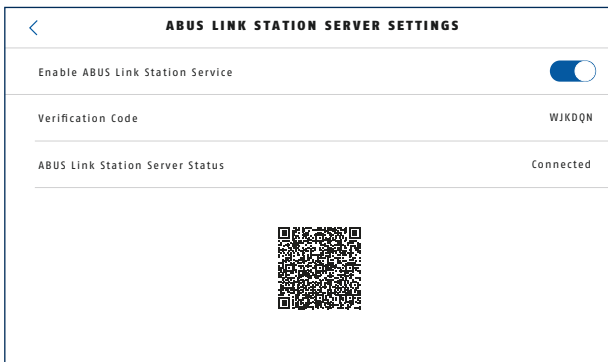 ABUS LINK STATION SERVER SETTINGS
Enable ABUS Link Station Service
Verification Code WJKDQN
ABUS Link Station Server Status Connected